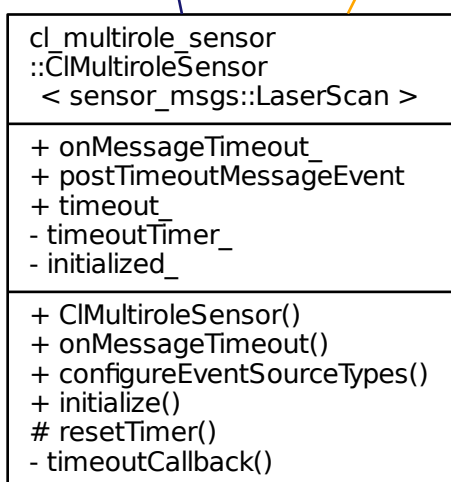 cl_multirole_sensor
::ClMultiroleSensor
< sensor_msgs::LaserScan >
+ onMessageTimeout_
+ postTimeoutMessageEvent
+ timeout_
- timeoutTimer_
- initialized_
+ ClMultiroleSensor()
+ onMessageTimeout()
+ configureEventSourceTypes()
+ initialize()
# resetTimer()
- timeoutCallback()